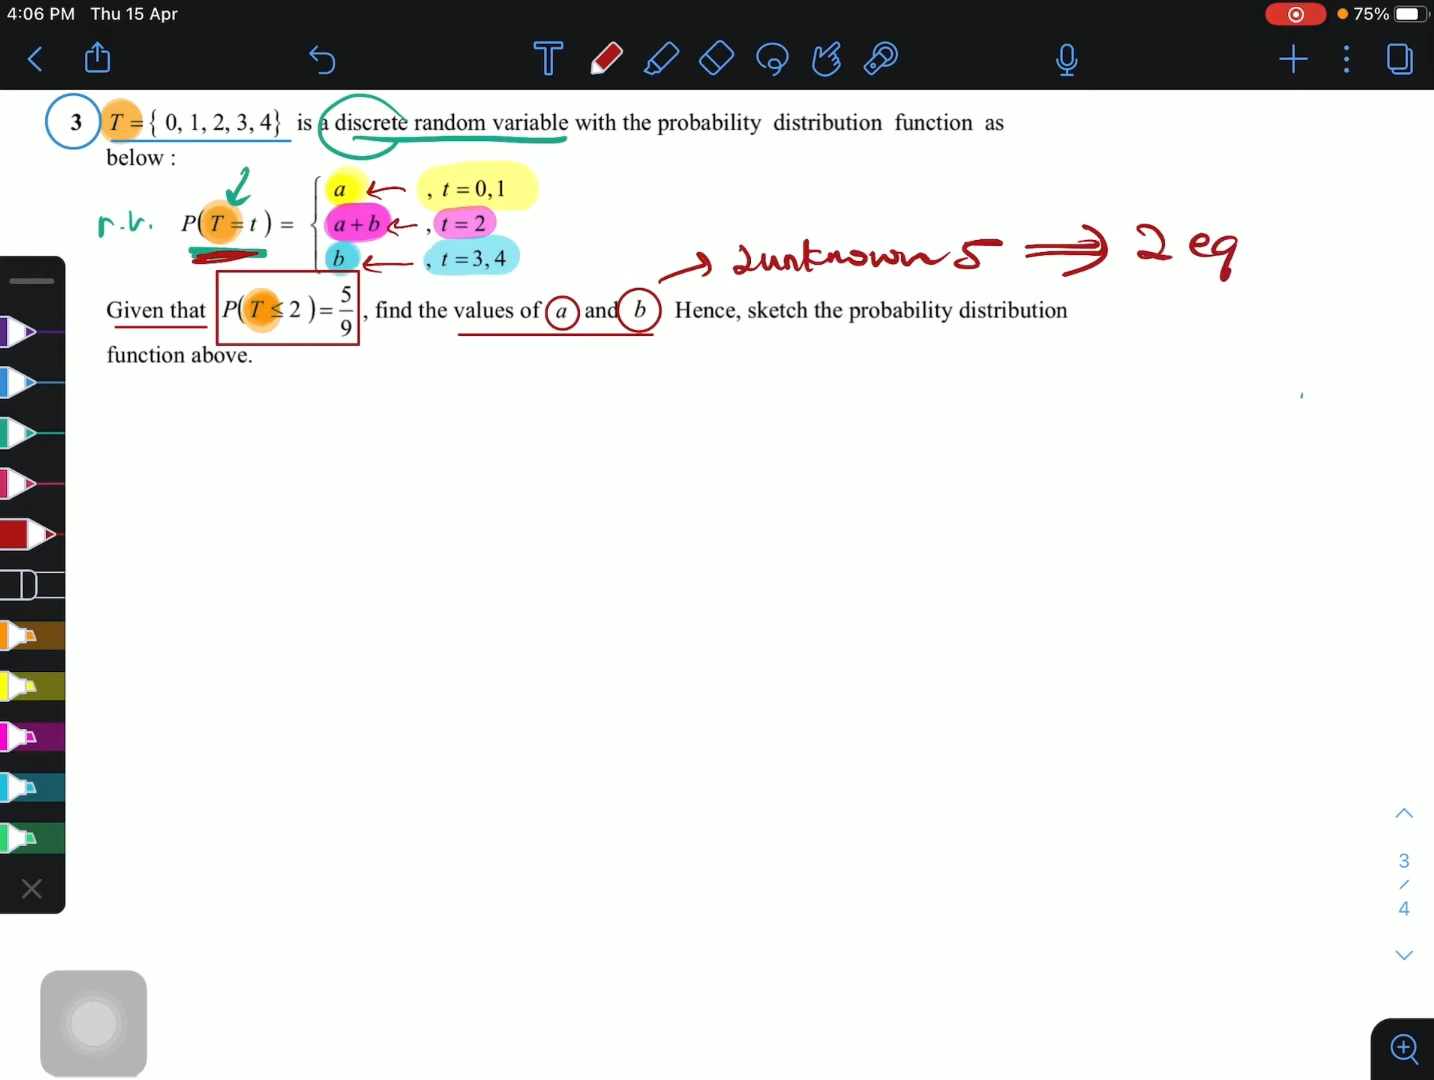 4:06 PM Thu 15 Apr
75%
3 T = { 0, 1, 2, 3, 4} is a discrete random variable with the probability distribution function as
below :
r.v. P(T = t) = { a , t = 0, 1
a + b , t = 2
b , t = 3, 4
2 unknowns ⟹ 2 eq
Given that P(T ≤ 2) = 5/9 , find the values of a and b Hence, sketch the probability distribution
function above.
3
/
4